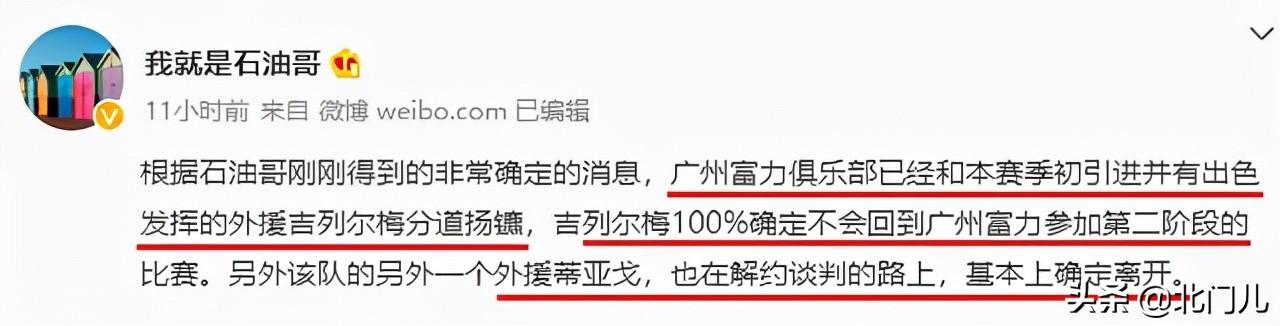 我就是石油哥
11小时前 来自 微博 weibo.com 已编辑
根据石油哥刚刚得到的非常确定的消息，广州富力俱乐部已经和本赛季初引进并有出色
发挥的外援吉列尔梅分道扬镳，吉列尔梅100%确定不会回到广州富力参加第二阶段的
比赛。另外该队的另外一个外援蒂亚戈，也在解约谈判的路上，基本上确定离开。
头条@北门儿